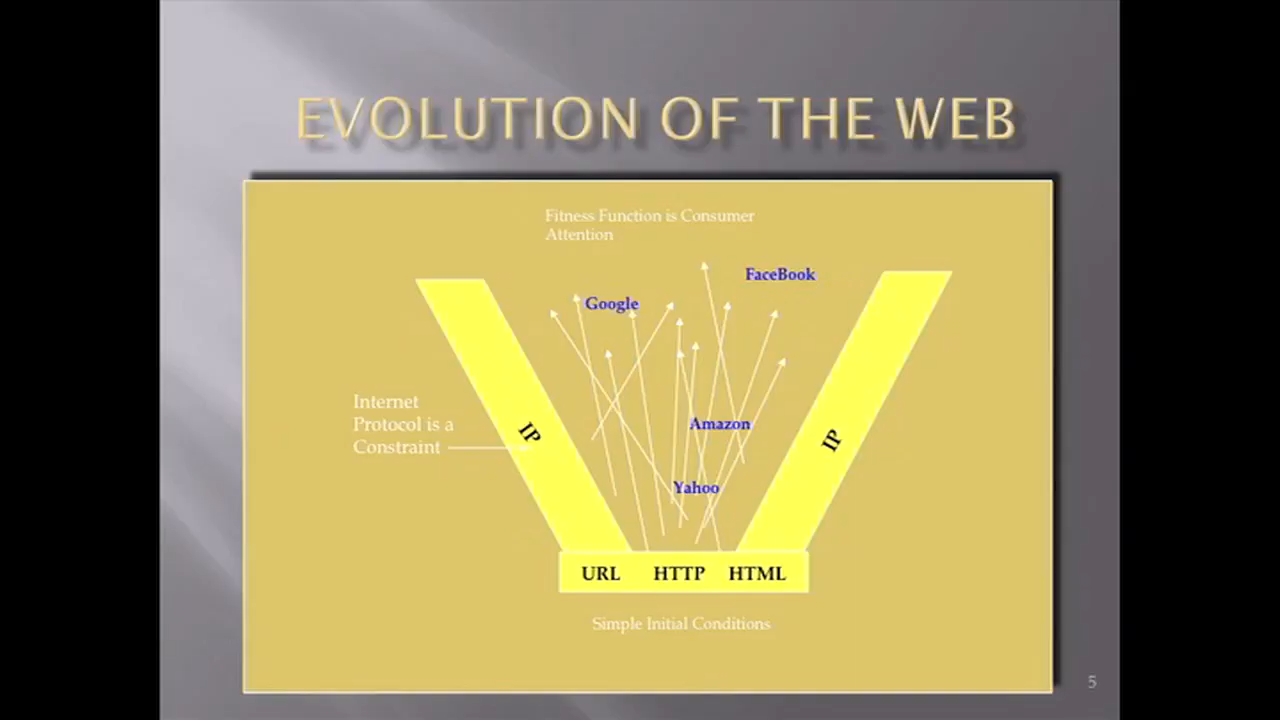 EVOLUTION OF THE WEB
Fitness Function is Consumer
Attention
FaceBook
Google
Internet
Protocol is a
Constraint
IP
IP
Amazon
Yahoo
URL HTTP HTML
Simple Initial Conditions
5